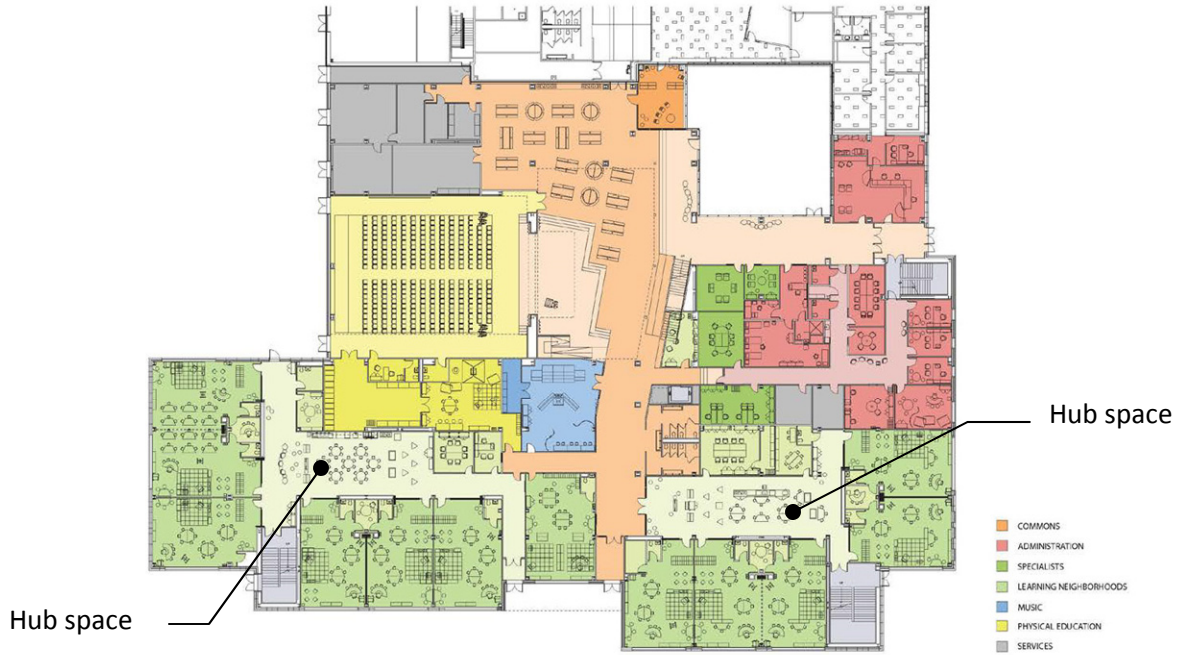 Hub space
COMMONS
ADMINISTRATION
SPECIALISTS
LEARNING NEIGHBORHOODS
MUSIC
PHYSICAL EDUCATION
SERVICES
Hub space